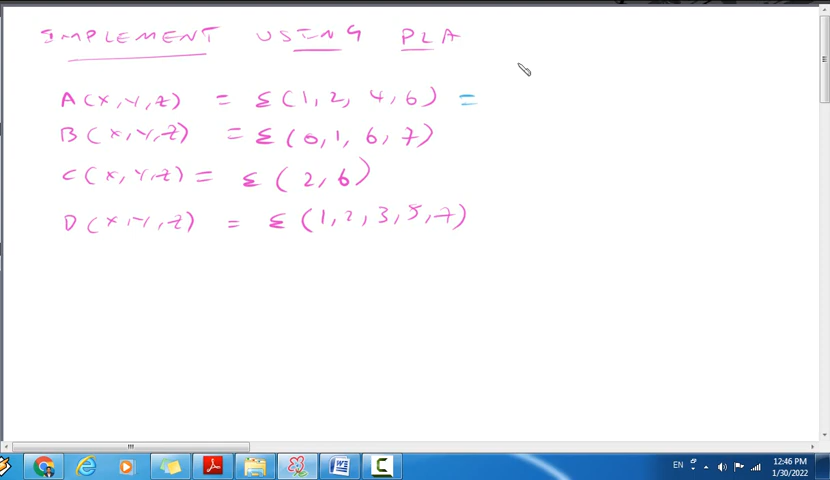 IMPLEMENT USING PLA
A(X,Y,Z) = Σ(1,2,4,6) =
B(X,Y,Z) = Σ(0,1,6,7)
C(X,Y,Z) = Σ(2,6)
D(X,Y,Z) = Σ(1,2,3,5,7)
EN
12:46 PM
1/30/2022